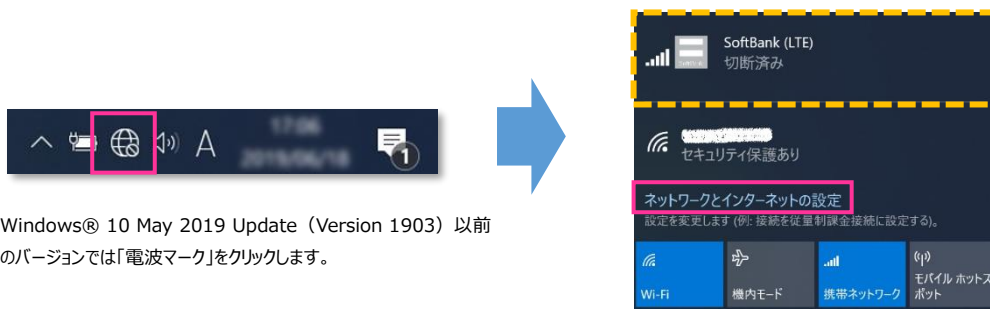 A
17:06
2019/06/18
1
Windows® 10 May 2019 Update（Version 1903）以前
のバージョンでは「電波マーク」をクリックします。
SoftBank (LTE)
切断済み
セキュリティ保護あり
ネットワークとインターネットの設定
設定を変更します (例: 接続を従量制課金接続に設定する)。
Wi-Fi
機内モード
携帯ネットワーク
モバイル ホットス
ポット